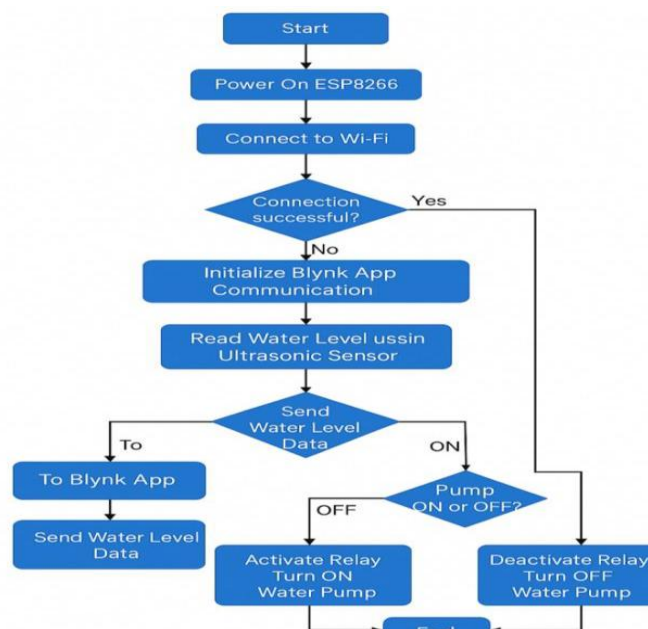 Start
Power On ESP8266
Connect to Wi-Fi
Connection
successful?
Yes
No
Initialize Blynk App
Communication
Read Water Level ussin
Ultrasonic Sensor
Send
Water Level
Data
To
ON
To Blynk App
Pump
ON or OFF?
OFF
Send Water Level
Data
Activate Relay
Turn ON
Water Pump
Deactivate Relay
Turn OFF
Water Pump